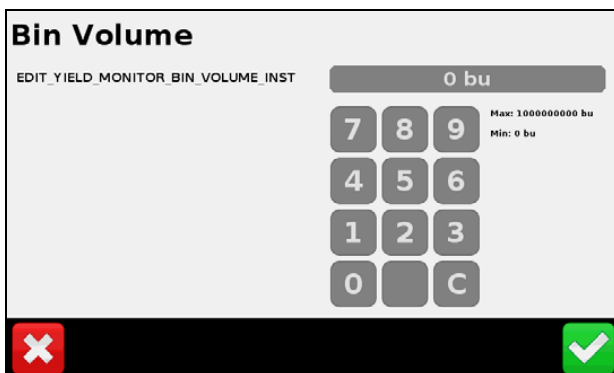 Bin Volume
EDIT_YIELD_MONITOR_BIN_VOLUME_INST
0 bu
7 8 9
Max: 1000000000 bu
Min: 0 bu
4 5 6
1 2 3
0 C